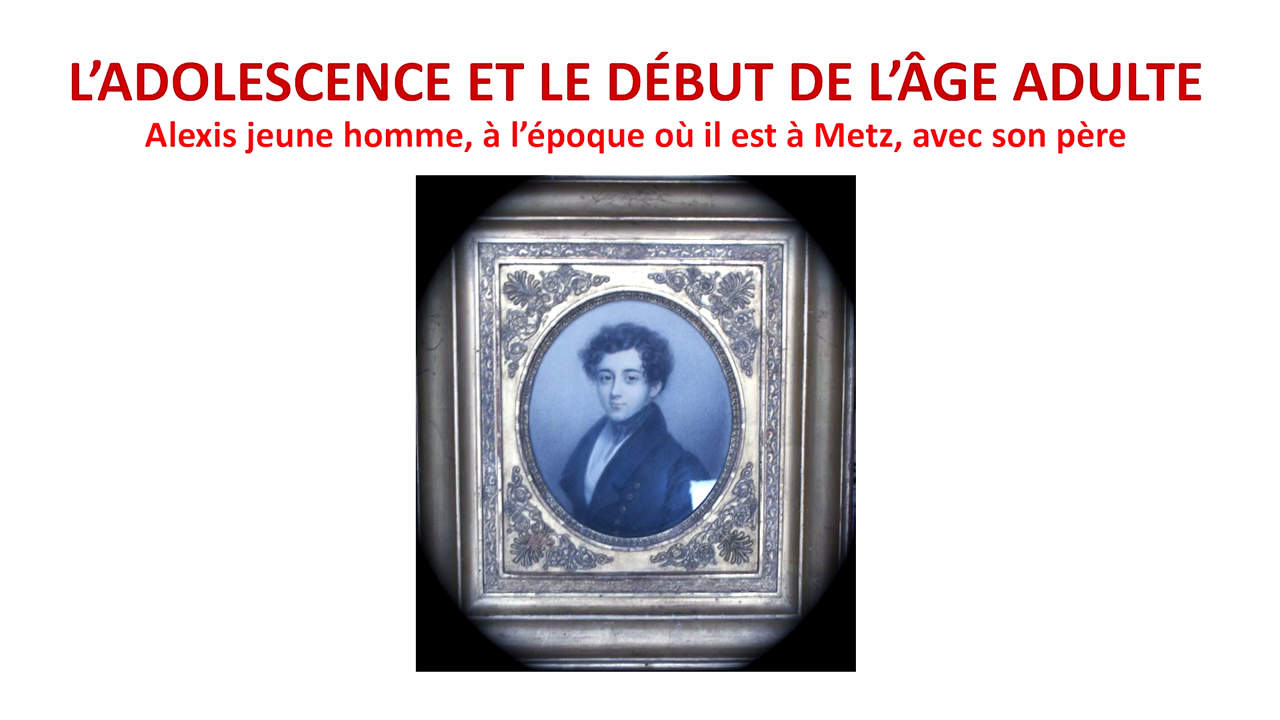 L’ADOLESCENCE ET LE DÉBUT DE L’ÂGE ADULTE
Alexis jeune homme, à l’époque où il est à Metz, avec son père